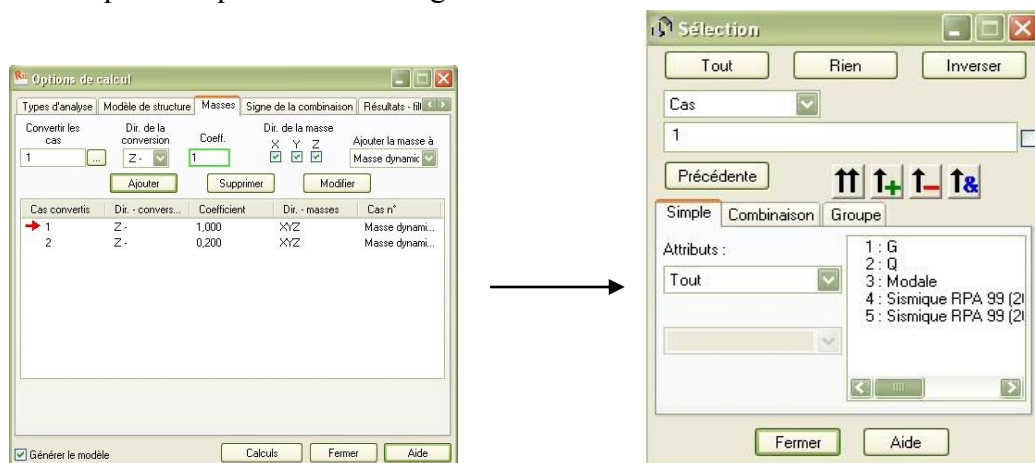 Options de calcul
Types d'analyse Modèle de structure Masses Signe de la combinaison Résultats - fil
Convertir les cas Dir. de la conversion Coeff. Dir. de la masse X Y Z Ajouter la masse à
1 ... Z - 1 Masse dynamic
Ajouter Supprimer Modifier
Cas convertis Dir. - convers... Coefficient Dir. - masses Cas n°
1 Z - 1,000 XYZ Masse dynami...
2 Z - 0,200 XYZ Masse dynami...
Générer le modèle Calculs Fermer Aide
Sélection
Tout Rien Inverser
Cas
1
Précédente
Simple Combinaison Groupe
Attributs :
Tout
1 : G
2 : Q
3 : Modale
4 : Sismique RPA 99 (2
5 : Sismique RPA 99 (2
Fermer Aide